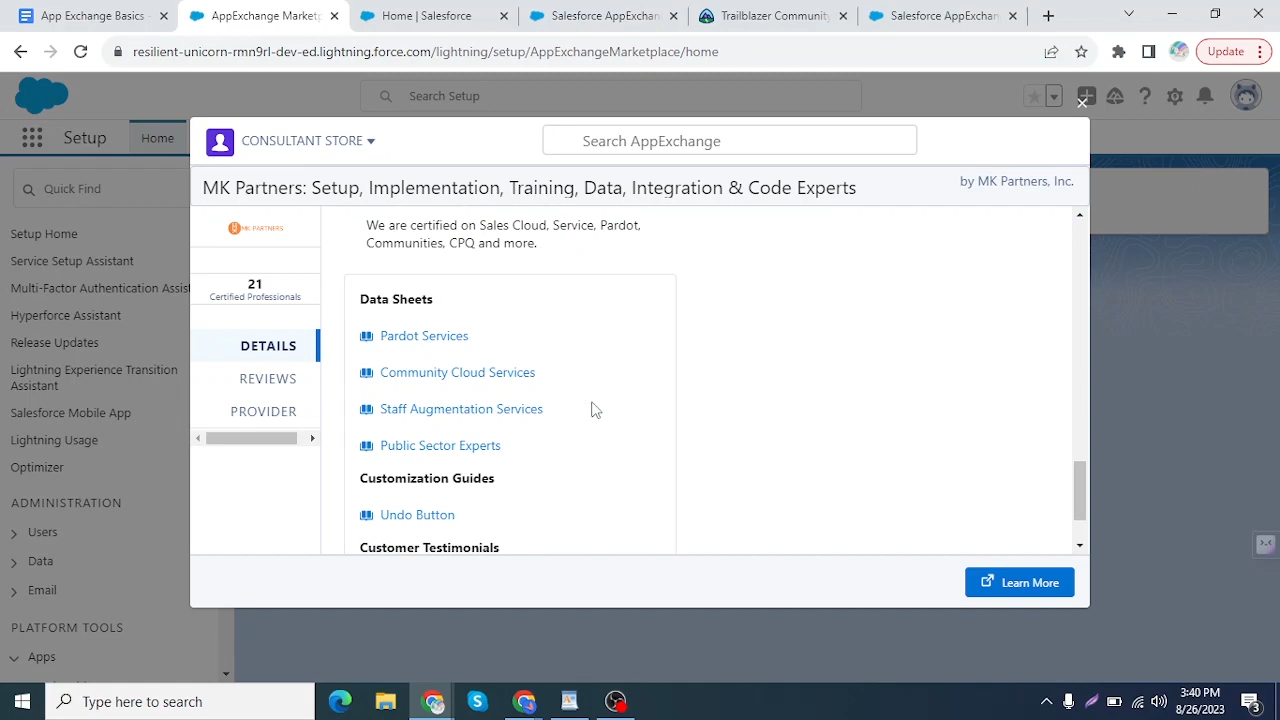 App Exchange Basics
AppExchange Marketp
Home | Salesforce
Salesforce AppExchan
Trailblazer Community
Salesforce AppExchan
resilient-unicorn-rmn9rl-dev-ed.lightning.force.com/lightning/setup/AppExchangeMarketplace/home
Update
Search Setup
Setup
Home
Quick Find
Setup Home
Service Setup Assistant
Multi-Factor Authentication Assist
Hyperforce Assistant
Release Updates
Lightning Experience Transition
Assistant
Salesforce Mobile App
Lightning Usage
Optimizer
ADMINISTRATION
Users
Data
Email
PLATFORM TOOLS
Apps
CONSULTANT STORE
Search AppExchange
MK Partners: Setup, Implementation, Training, Data, Integration & Code Experts
by MK Partners, Inc.
MK PARTNERS
21
Certified Professionals
DETAILS
REVIEWS
PROVIDER
We are certified on Sales Cloud, Service, Pardot,
Communities, CPQ and more.
Data Sheets
Pardot Services
Community Cloud Services
Staff Augmentation Services
Public Sector Experts
Customization Guides
Undo Button
Customer Testimonials
Learn More
Type here to search
3:40 PM
8/26/2023
3